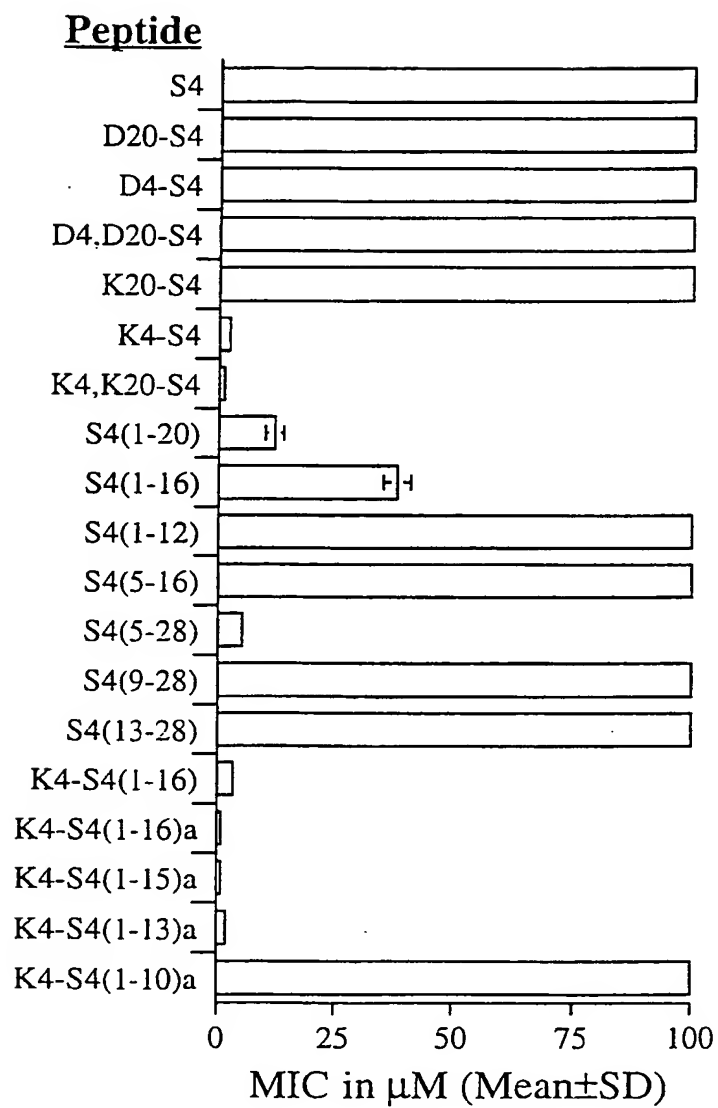 Peptide
S4
D20-S4
D4-S4
D4,D20-S4
K20-S4
K4-S4
K4,K20-S4
S4(1-20)
S4(1-16)
S4(1-12)
S4(5-16)
S4(5-28)
S4(9-28)
S4(13-28)
K4-S4(1-16)
K4-S4(1-16)a
K4-S4(1-15)a
K4-S4(1-13)a
K4-S4(1-10)a
0 25 50 75 100
MIC in μM (Mean±SD)